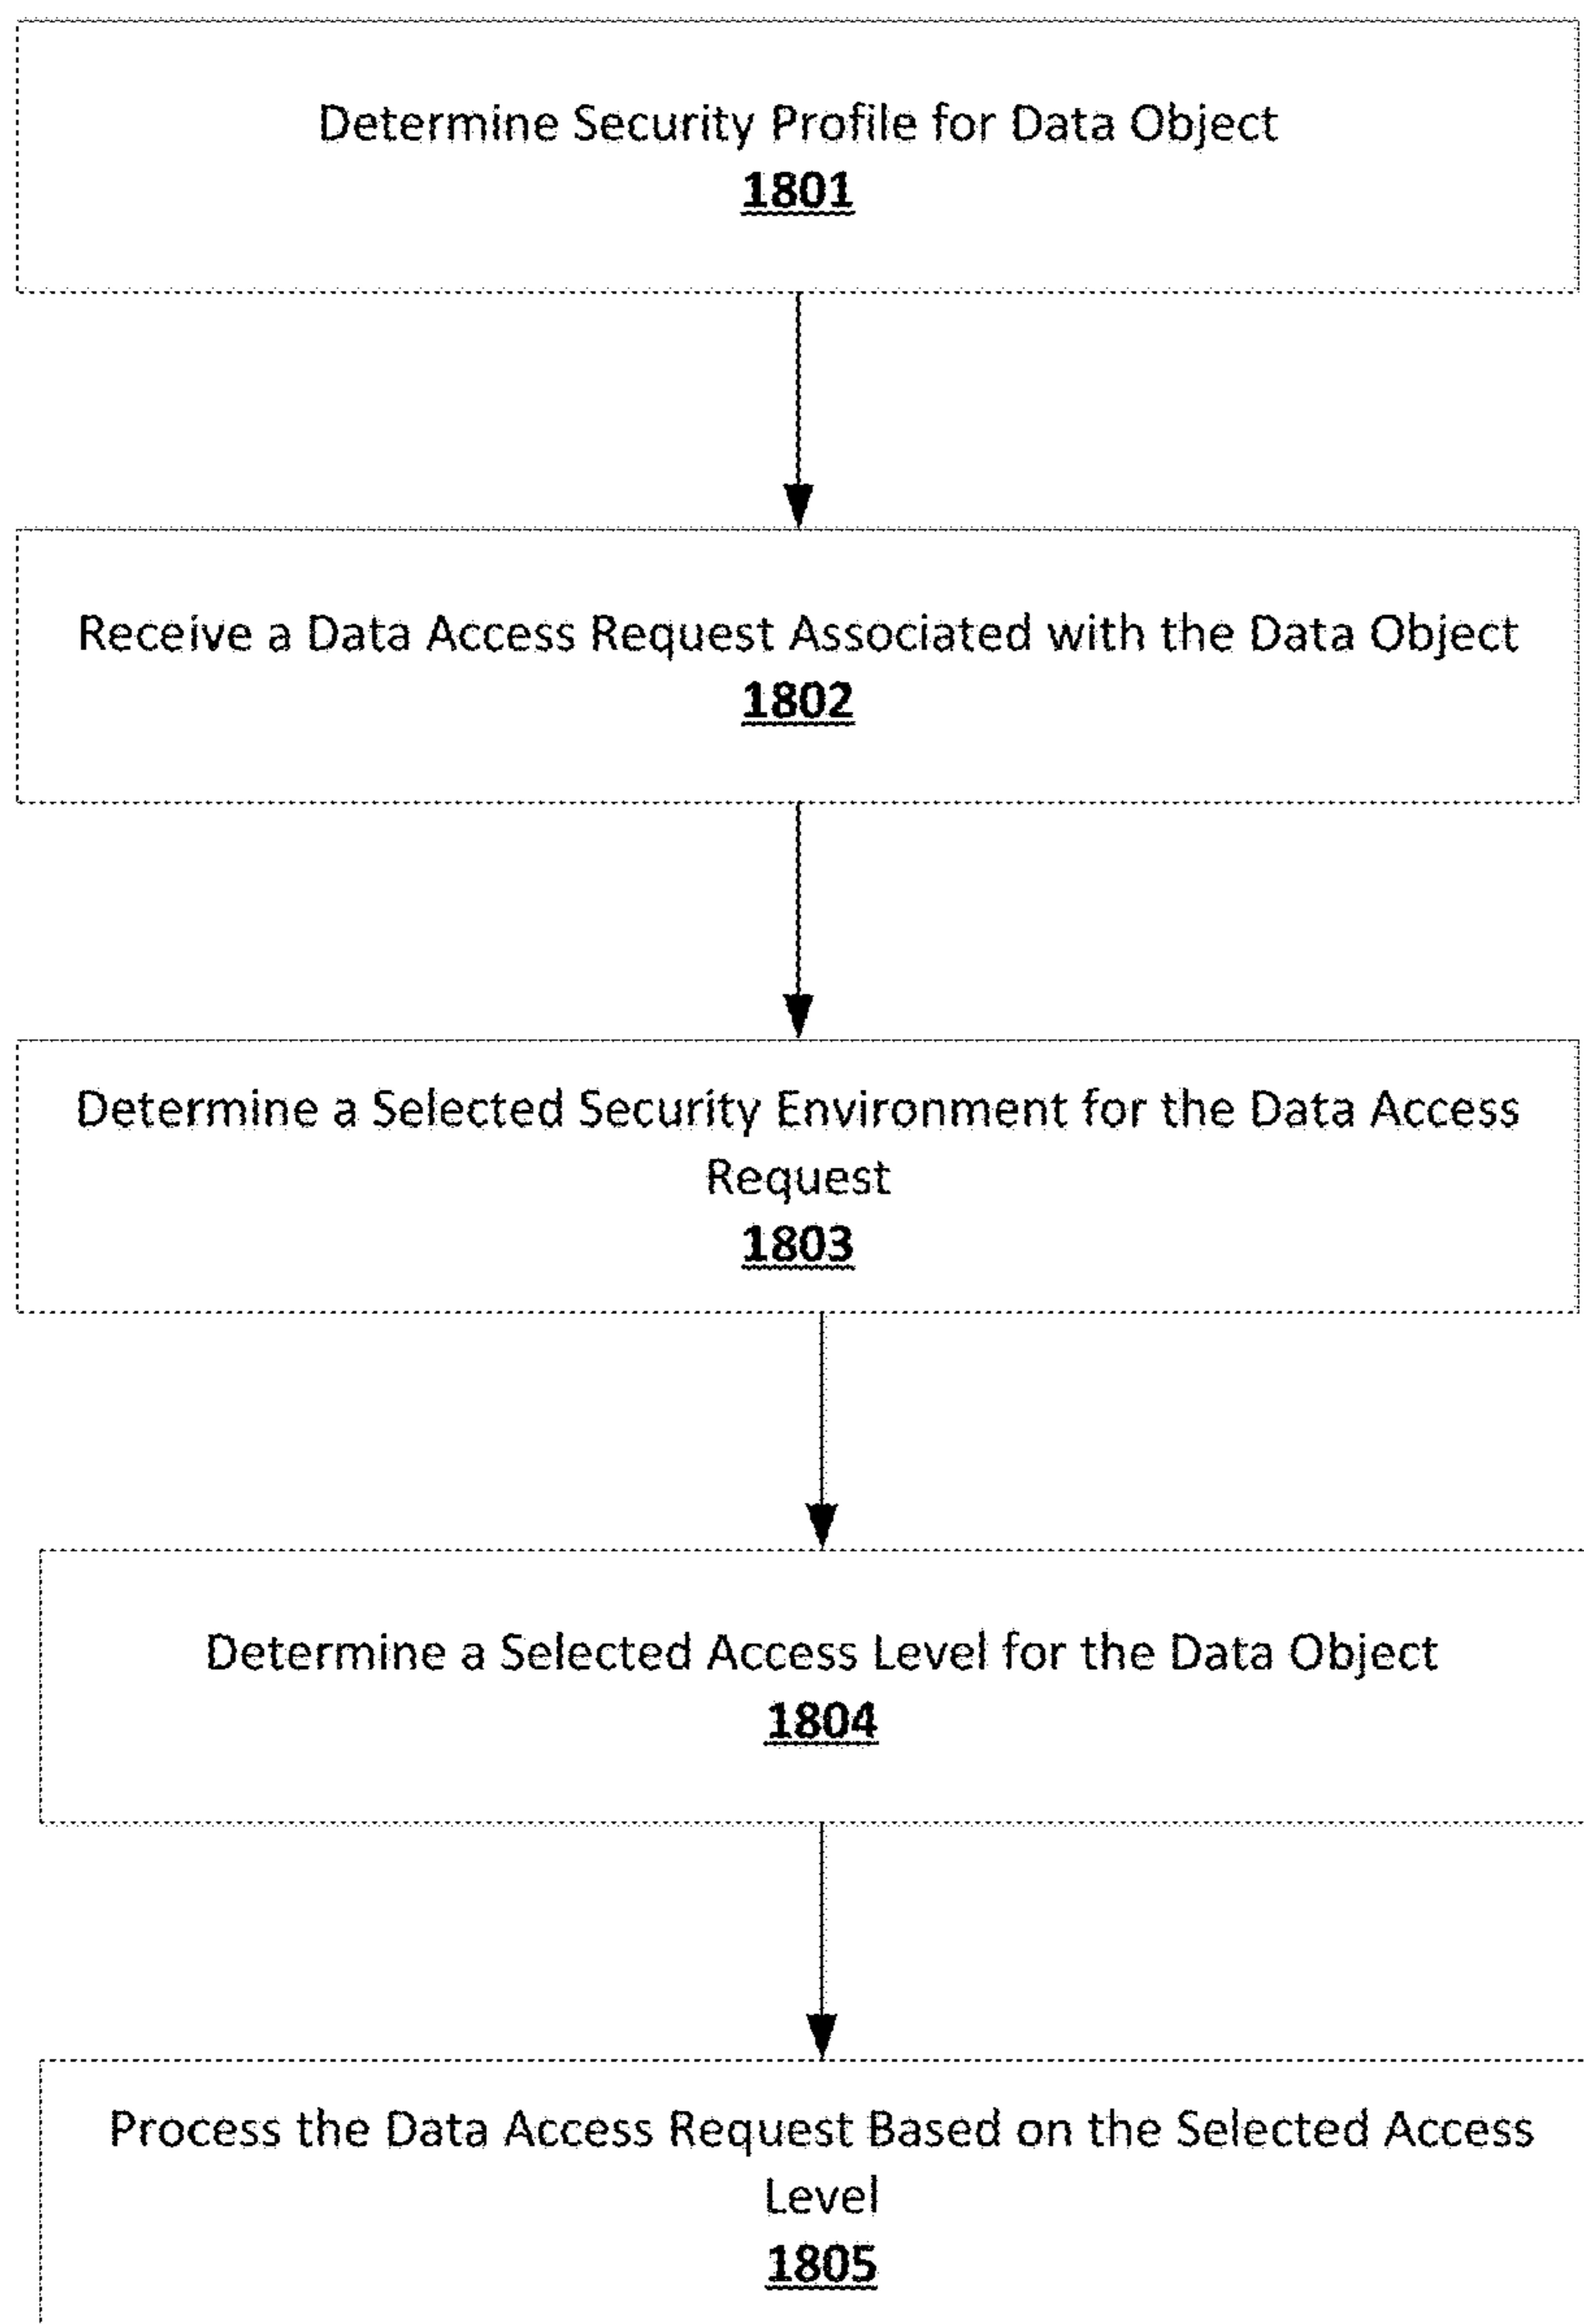 Determine Security Profile for Data Object
1801
Receive a Data Access Request Associated with the Data Object
1802
Determine a Selected Security Environment for the Data Access
Request
1803
Determine a Selected Access Level for the Data Object
1804
Process the Data Access Request Based on the Selected Access
Level
1805